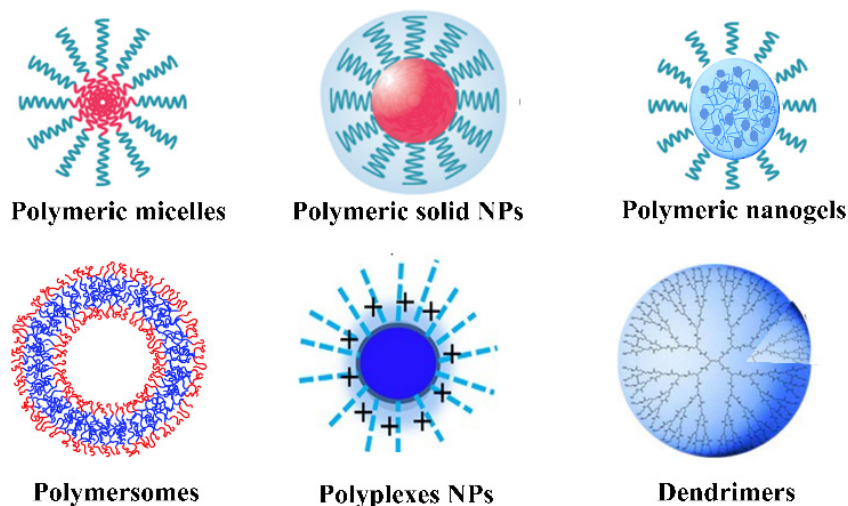 Polymeric micelles
Polymeric solid NPs
Polymeric nanogels
+ + + + + + + + + + +
Polymersomes
Polyplexes NPs
Dendrimers